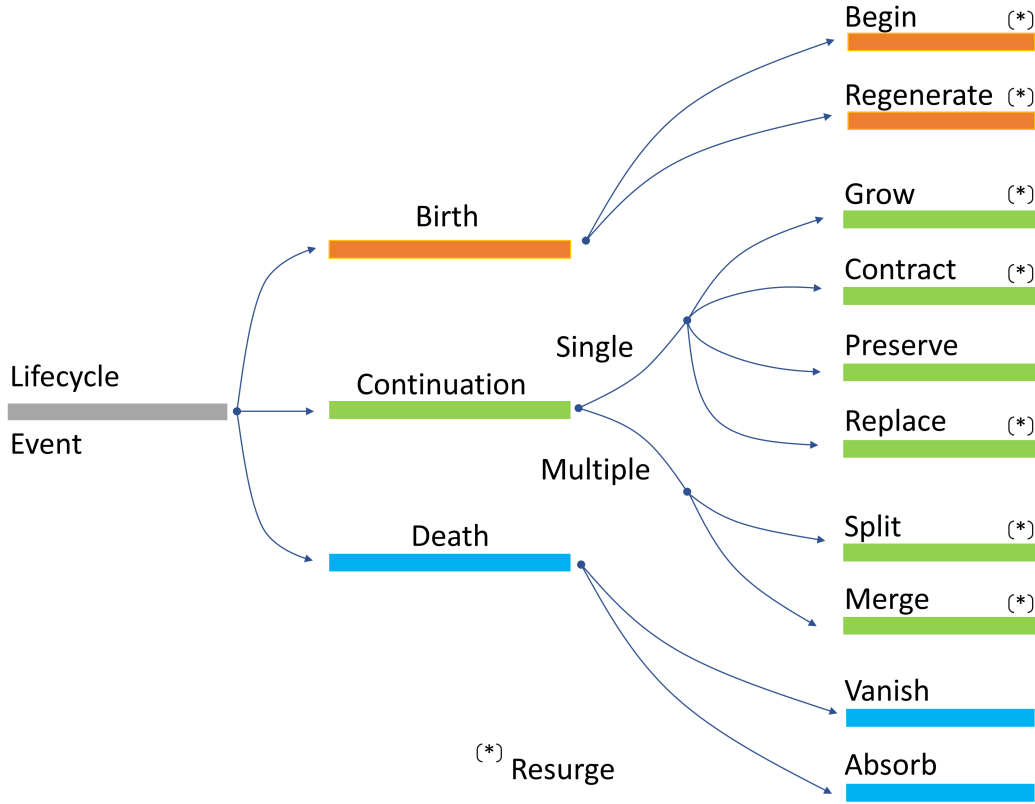 Begin (*)
Regenerate (*)
Grow (*)
Birth
Contract (*)
Single
Preserve
Lifecycle
Continuation
Event
Replace (*)
Multiple
Split (*)
Death
Merge (*)
Vanish
(*) Resurge
Absorb